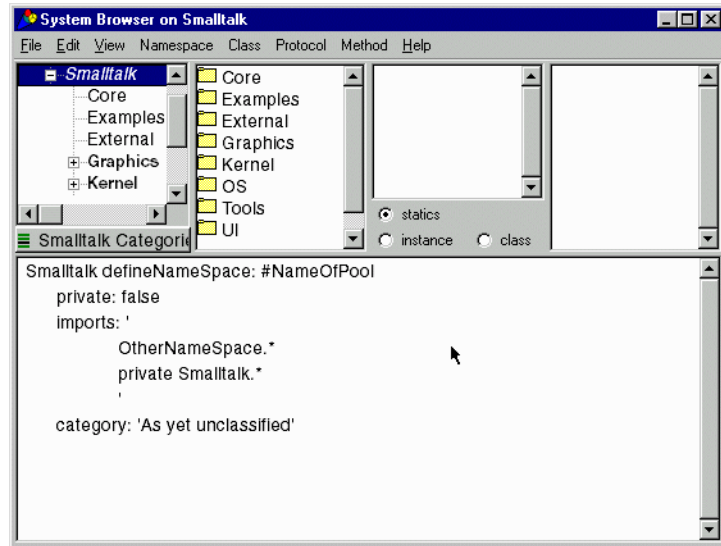 System Browser on Smalltalk
File Edit View Namespace Class Protocol Method Help
Smalltalk
Core
Examples
External
Graphics
Kernel
Smalltalk Categorie
Core
Examples
External
Graphics
Kernel
OS
Tools
UI
statics
instance class
Smalltalk defineNameSpace: #NameOfPool
private: false
imports: '
OtherNameSpace.*
private Smalltalk.*
'
category: 'As yet unclassified'